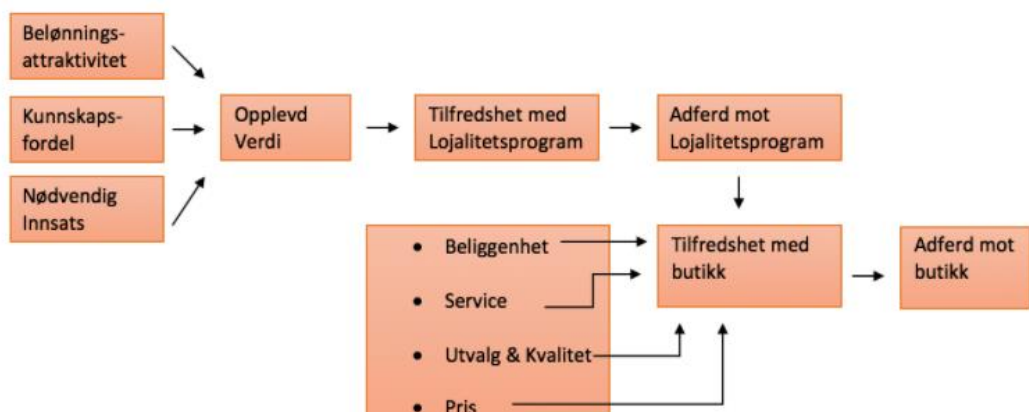 Belønnings-
attraktivitet
Kunnskaps-
fordel
Nødvendig
Innsats
Opplevd
Verdi
Tilfredshet med
Lojalitetsprogram
Adferd mot
Lojalitetsprogram
• Beliggenhet
• Service
• Utvalg & Kvalitet
• Pris
Tilfredshet med
butikk
Adferd mot
butikk